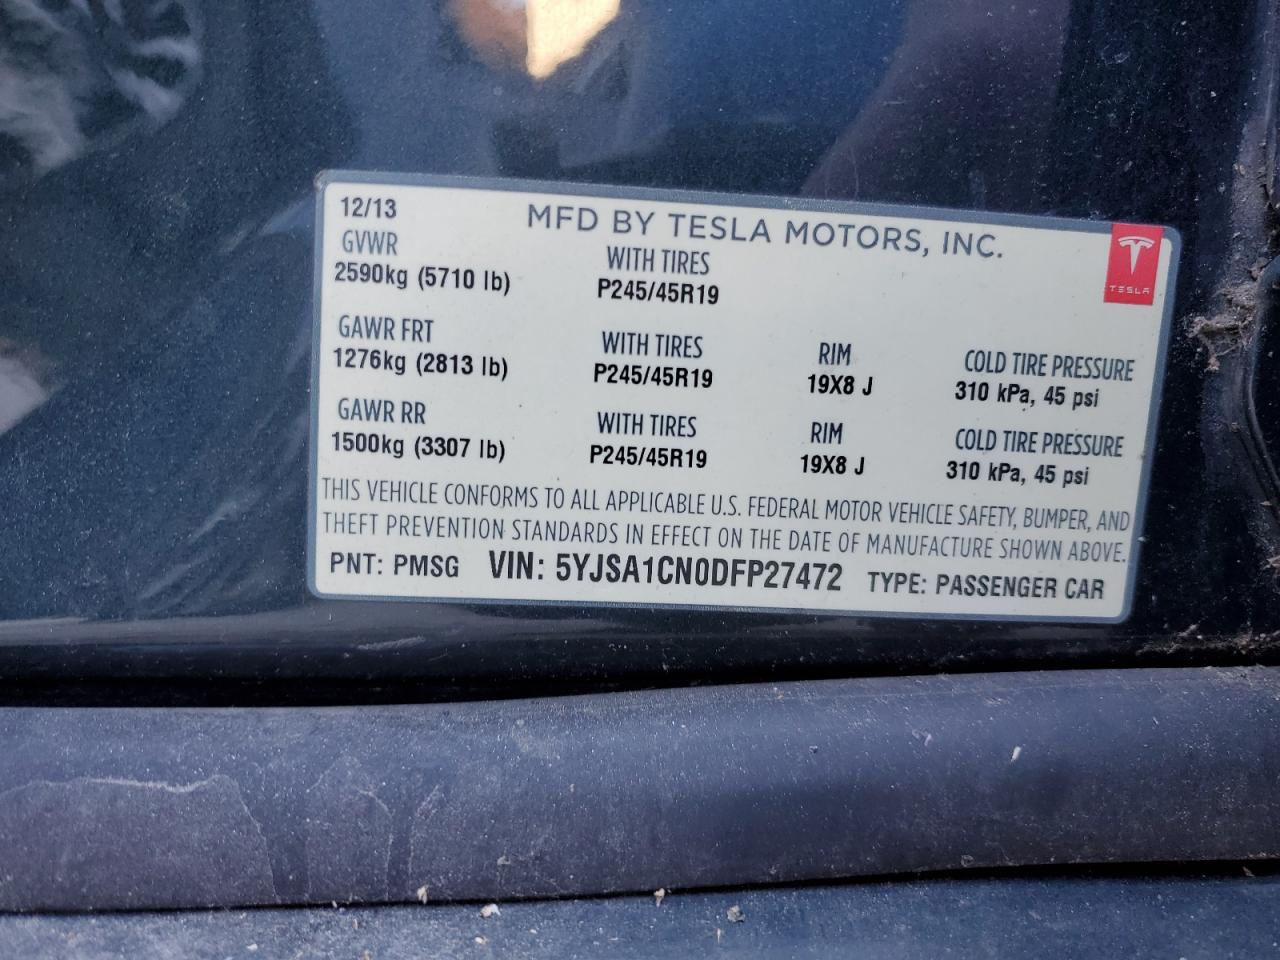 12/13
MFD BY TESLA MOTORS, INC.
TESLA
GVWR
WITH TIRES
2590kg (5710 lb)
P245/45R19
GAWR FRT
WITH TIRES
RIM
COLD TIRE PRESSURE
1276kg (2813 lb)
P245/45R19
19X8 J
310 kPa, 45 psi
GAWR RR
WITH TIRES
RIM
COLD TIRE PRESSURE
1500kg (3307 lb)
P245/45R19
19X8 J
310 kPa, 45 psi
THIS VEHICLE CONFORMS TO ALL APPLICABLE U.S. FEDERAL MOTOR VEHICLE SAFETY, BUMPER, AND
THEFT PREVENTION STANDARDS IN EFFECT ON THE DATE OF MANUFACTURE SHOWN ABOVE.
PNT: PMSG VIN: 5YJSA1CN0DFP27472 TYPE: PASSENGER CAR